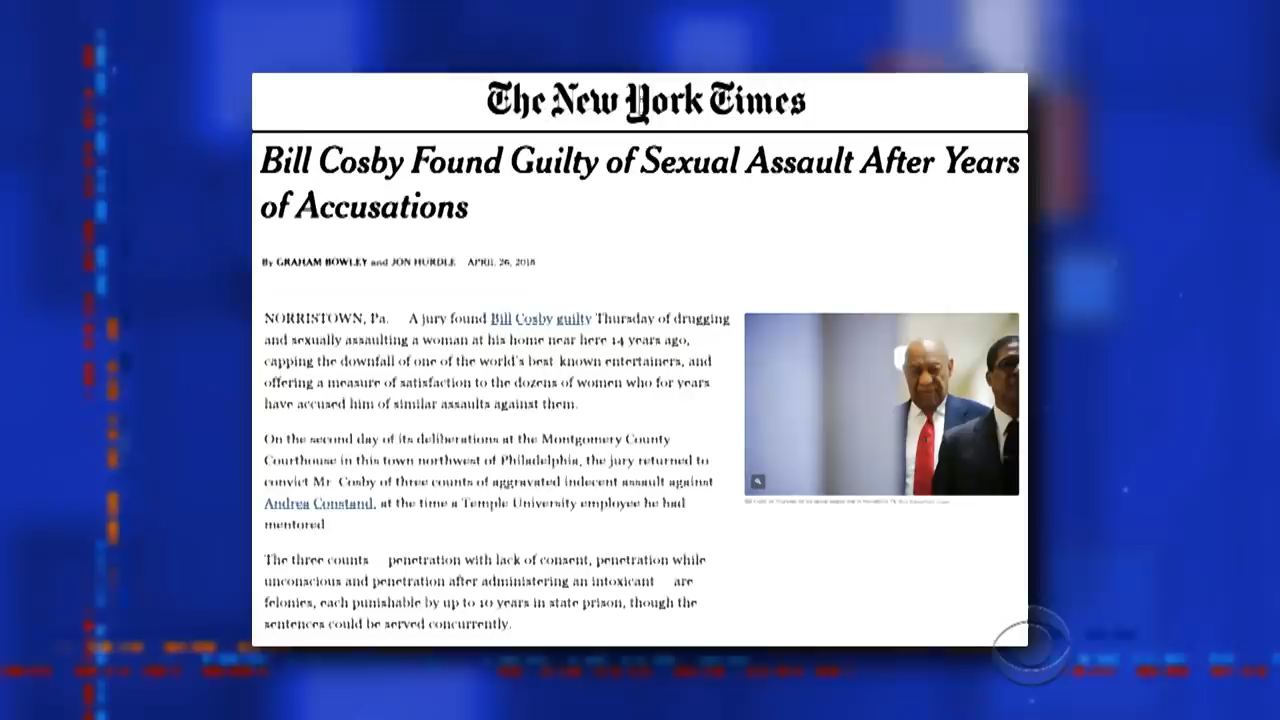 The New York Times
Bill Cosby Found Guilty of Sexual Assault After Years
of Accusations
By GRAHAM BOWLEY and JON HURDLE APRIL 26, 2018
NORRISTOWN, Pa. A jury found Bill Cosby guilty Thursday of drugging
and sexually assaulting a woman at his home near here 14 years ago,
capping the downfall of one of the world's best known entertainers, and
offering a measure of satisfaction to the dozens of women who for years
have accused him of similar assaults against them.
On the second day of its deliberations at the Montgomery County
Courthouse in this town northwest of Philadelphia, the jury returned to
convict Mr. Cosby of three counts of aggravated indecent assault against
Andrea Constand, at the time a Temple University employee he had
mentored
The three counts penetration with lack of consent, penetration while
unconscious and penetration after administering an intoxicant are
felonies, each punishable by up to 10 years in state prison, though the
sentences could be served concurrently.